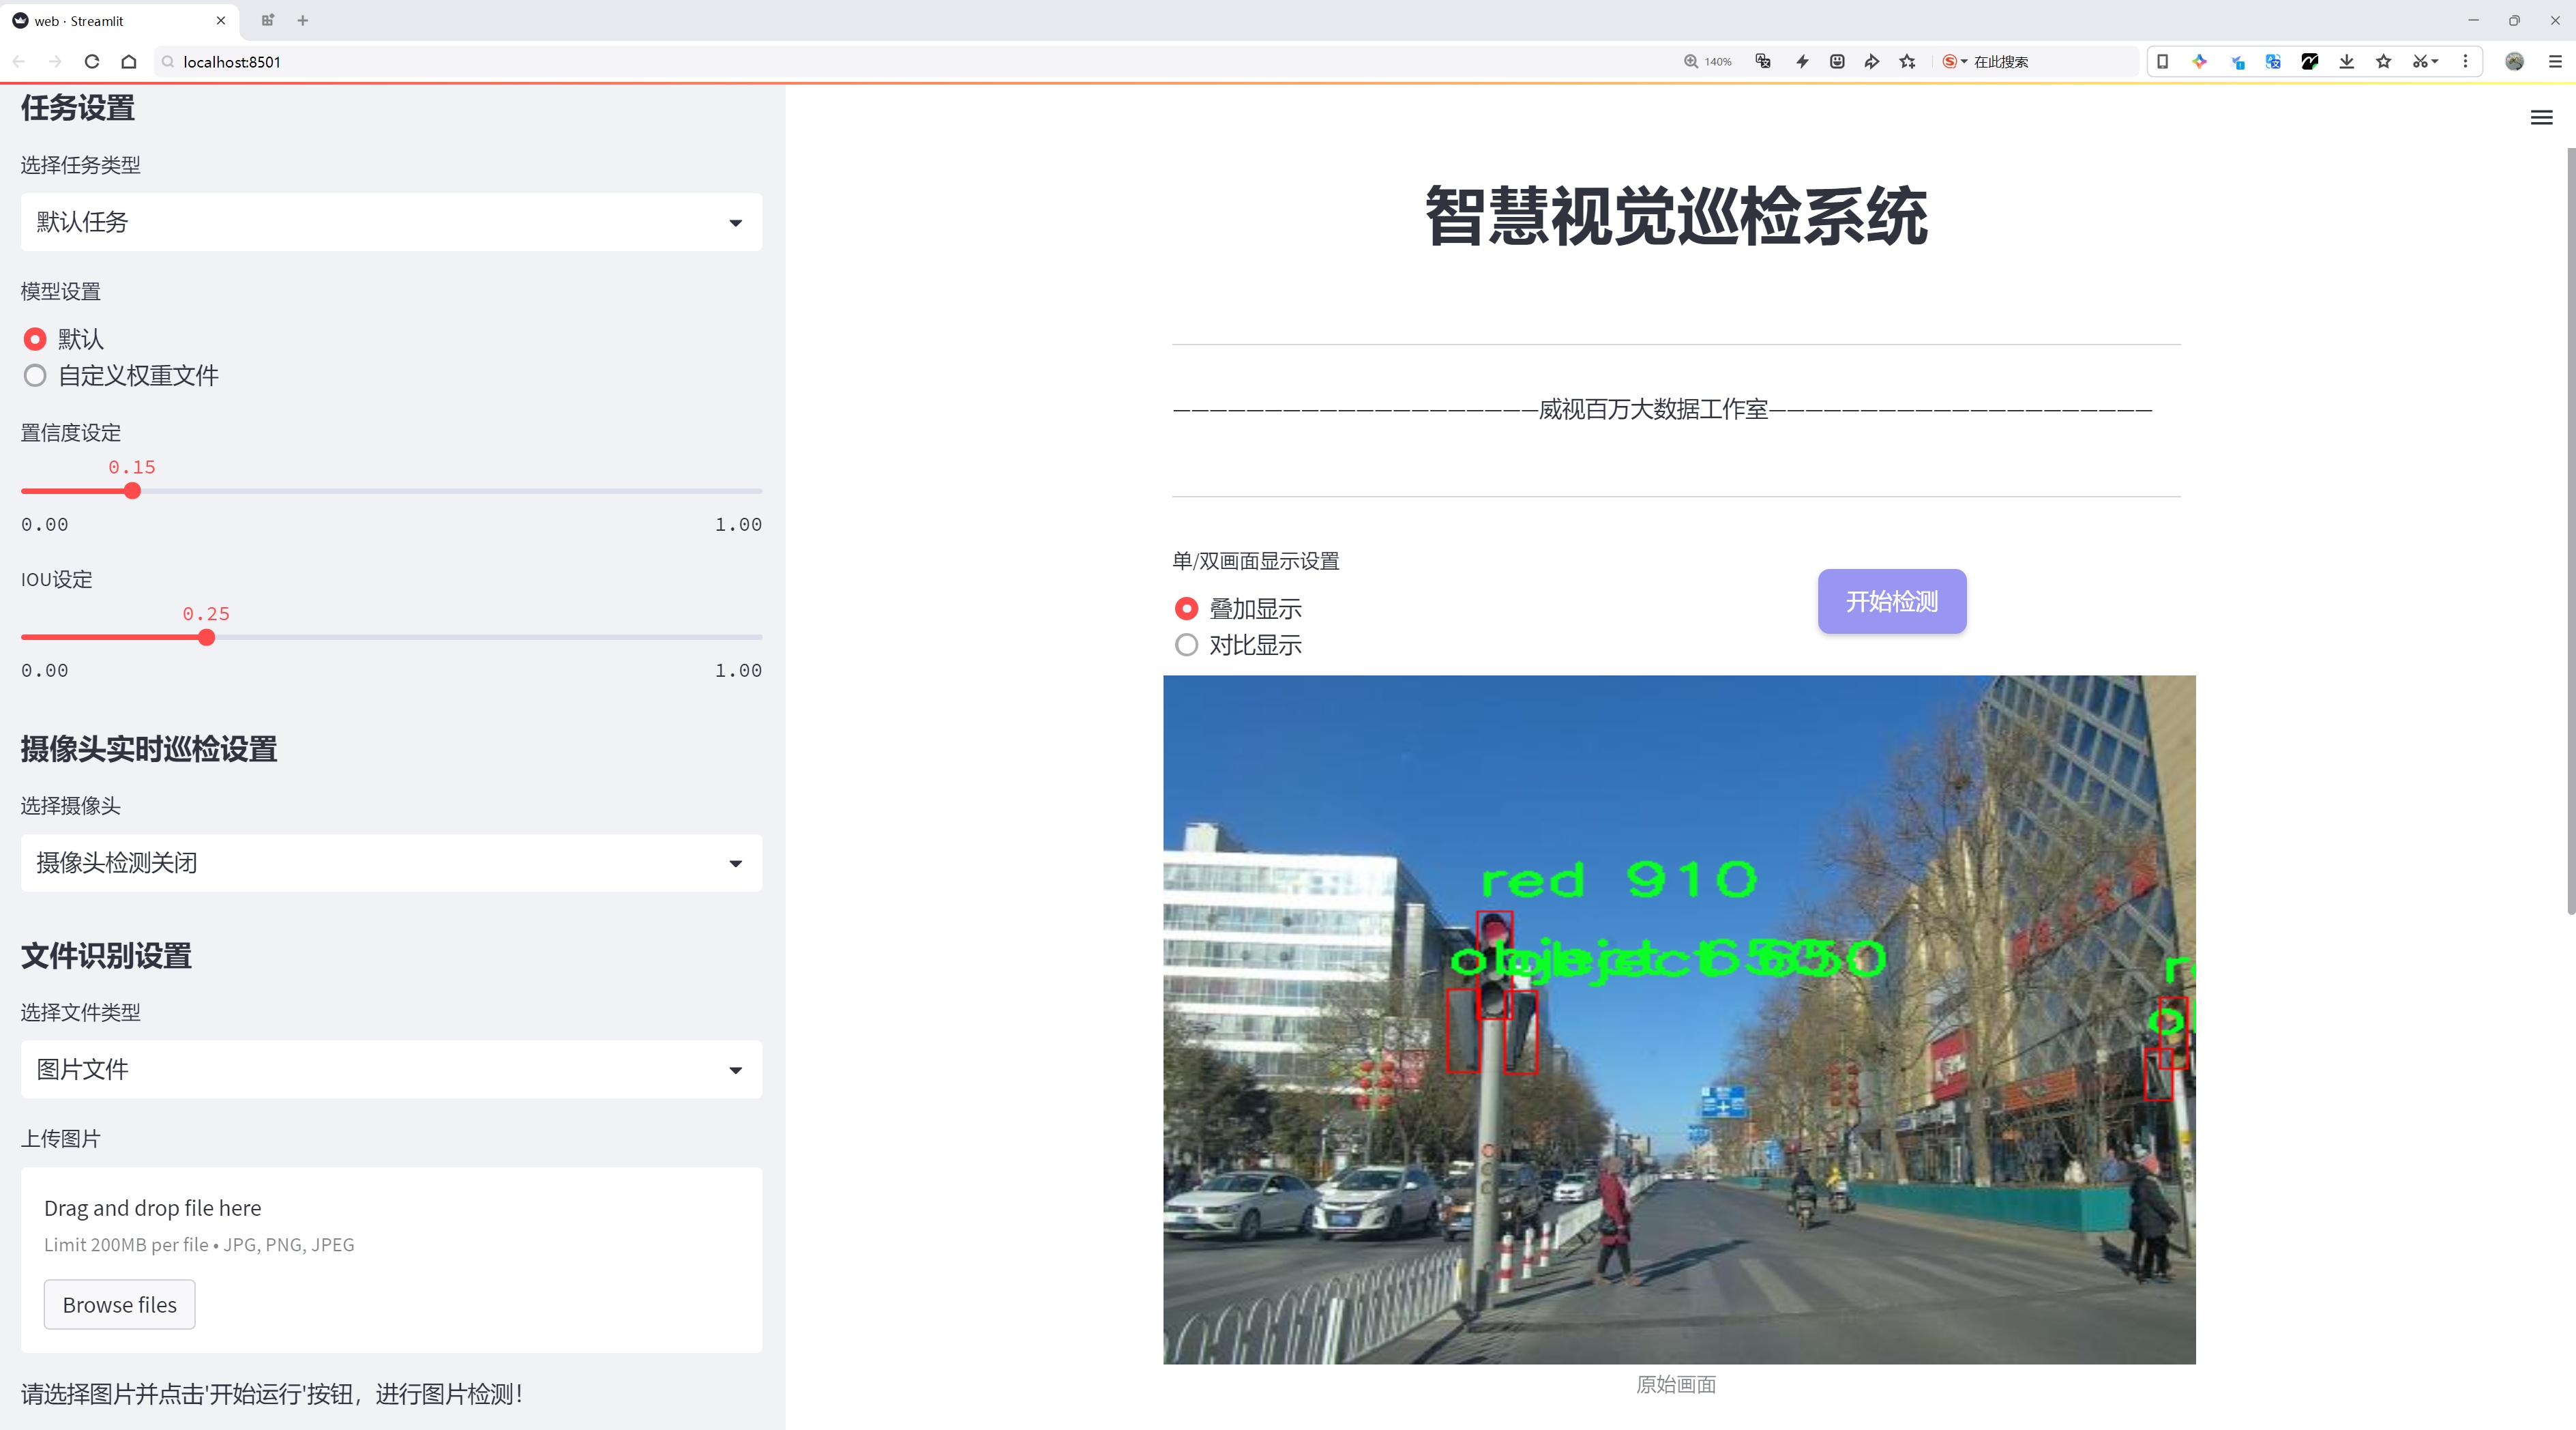 web · Streamlit
localhost:8501
140%
在此搜索
任务设置
选择任务类型
默认任务
模型设置
默认
自定义权重文件
置信度设定
0.15
0.00
1.00
IOU设定
0.25
0.00
1.00
摄像头实时巡检设置
选择摄像头
摄像头检测关闭
文件识别设置
选择文件类型
图片文件
上传图片
Drag and drop file here
Limit 200MB per file • JPG, PNG, JPEG
Browse files
请选择图片并点击'开始运行'按钮，进行图片检测！
智慧视觉巡检系统
————————————————————威视百万大数据工作室—————————————————————
单/双画面显示设置
叠加显示
对比显示
开始检测
red 910
原始画面